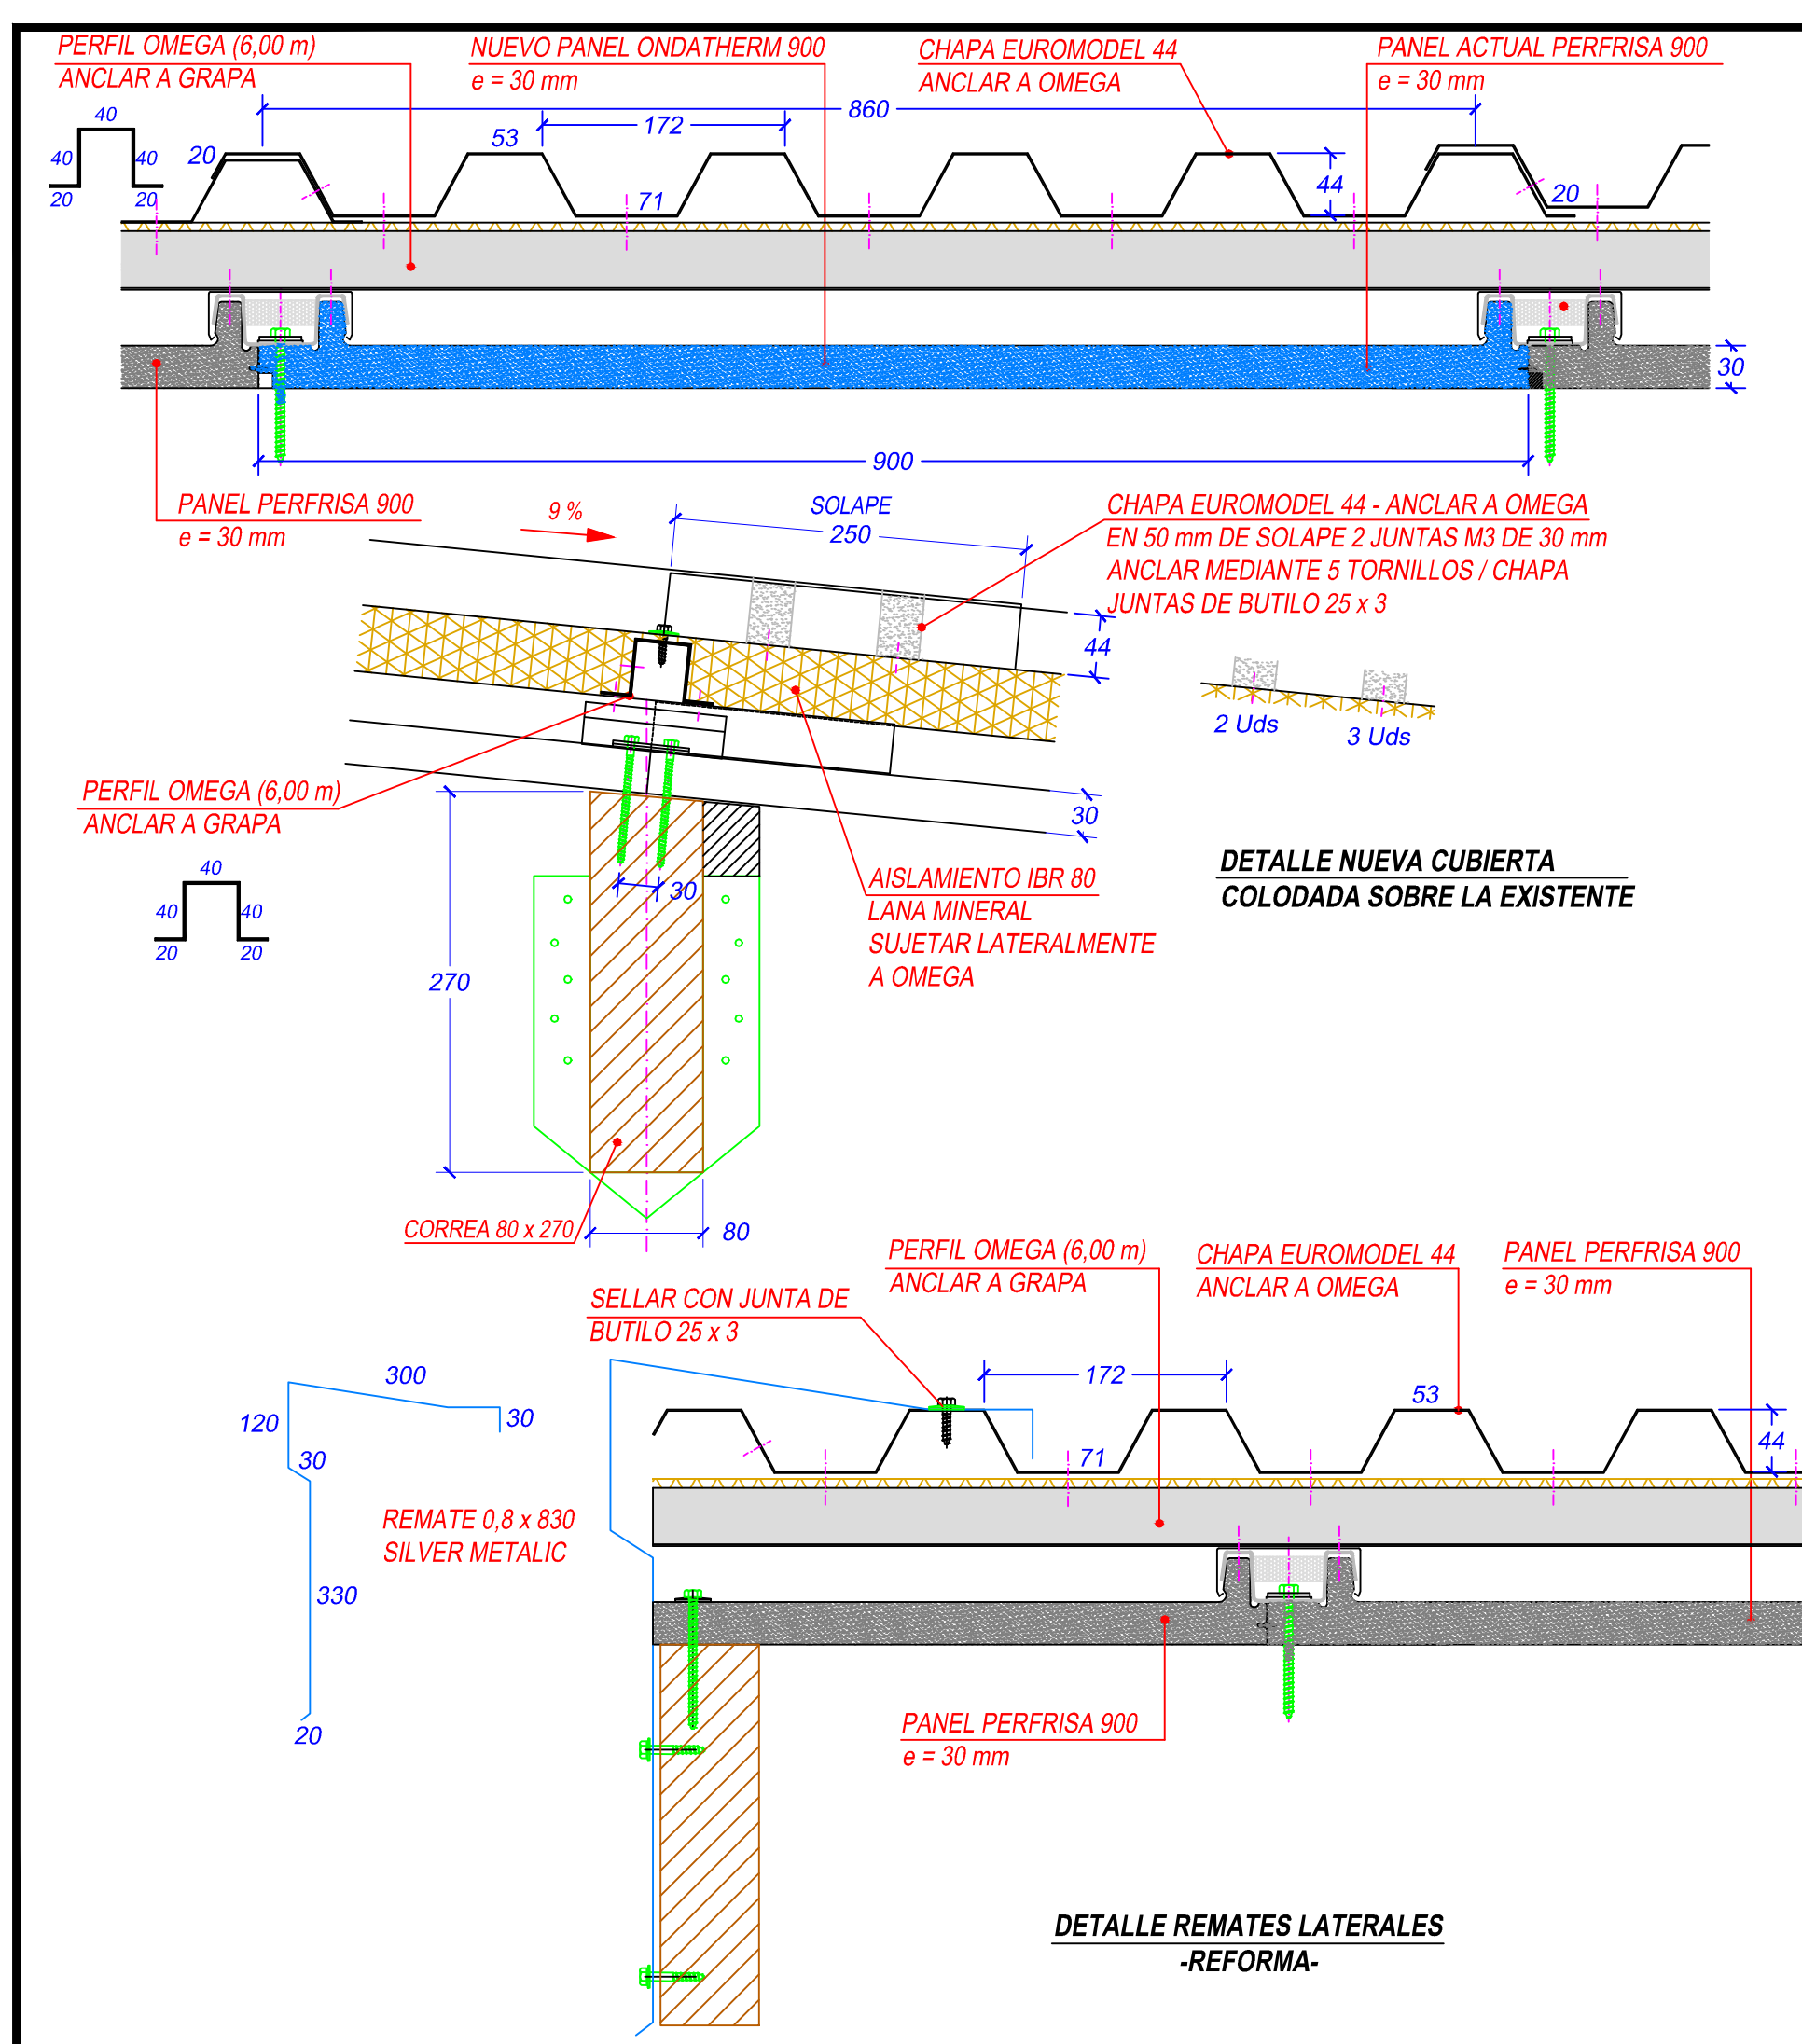 PERFIL OMEGA (6,00 m)
ANCLAR A GRAPA
NUEVO PANEL ONDATHERM 900
e = 30 mm
CHAPA EUROMODEL 44
ANCLAR A OMEGA
PANEL ACTUAL PERFRISA 900
e = 30 mm
860
172
40
40
40
20
20
20
53
71
44
20
30
900
PANEL PERFRISA 900
e = 30 mm
9 %
SOLAPE
250
CHAPA EUROMODEL 44 - ANCLAR A OMEGA
EN 50 mm DE SOLAPE 2 JUNTAS M3 DE 30 mm
ANCLAR MEDIANTE 5 TORNILLOS / CHAPA
JUNTAS DE BUTILO 25 x 3
44
2 Uds
3 Uds
PERFIL OMEGA (6,00 m)
ANCLAR A GRAPA
30
40
40
40
20
20
30
AISLAMIENTO IBR 80
LANA MINERAL
SUJETAR LATERALMENTE
A OMEGA
DETALLE NUEVA CUBIERTA
COLODADA SOBRE LA EXISTENTE
270
CORREA 80 x 270
80
PERFIL OMEGA (6,00 m)
ANCLAR A GRAPA
CHAPA EUROMODEL 44
ANCLAR A OMEGA
PANEL PERFRISA 900
e = 30 mm
SELLAR CON JUNTA DE
BUTILO 25 x 3
300
120
30
30
330
20
REMATE 0,8 x 830
SILVER METALIC
172
53
71
44
PANEL PERFRISA 900
e = 30 mm
DETALLE REMATES LATERALES
-REFORMA-